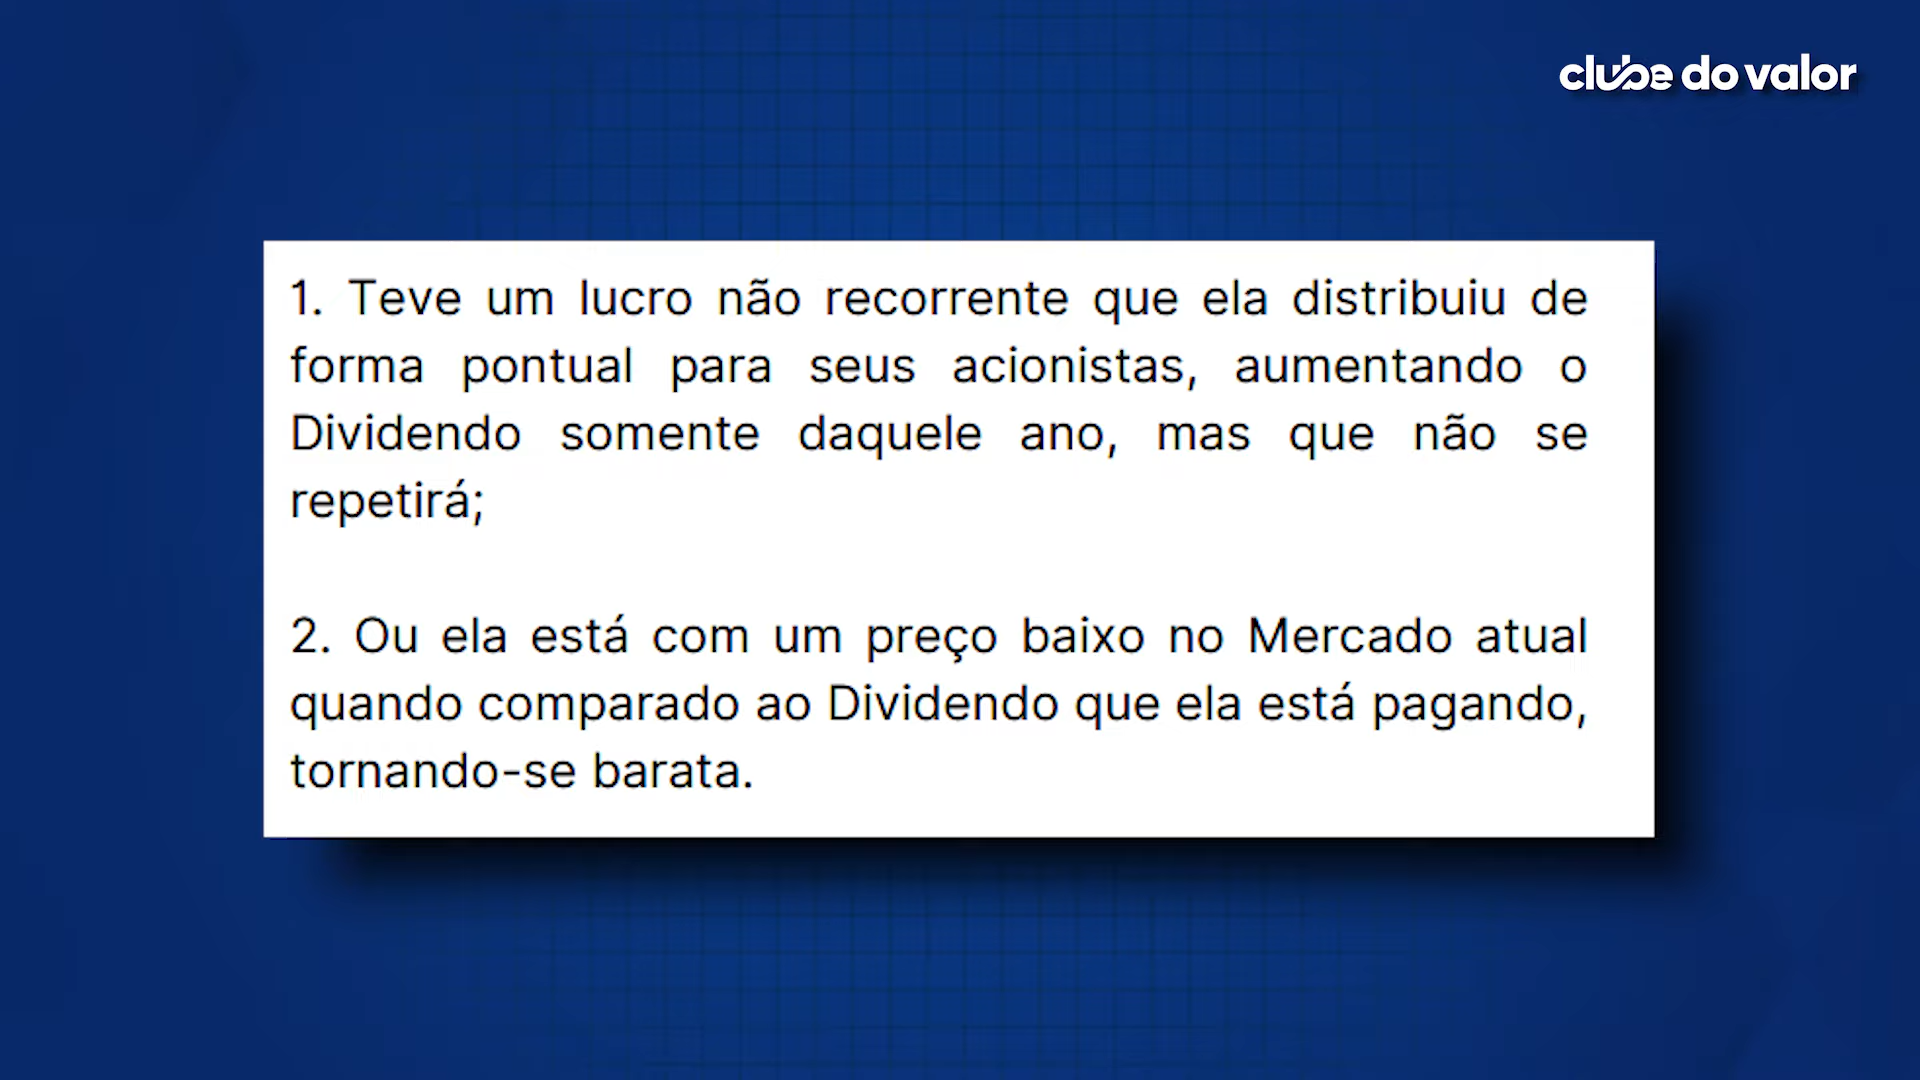 clube do valor
1. Teve um lucro não recorrente que ela distribuiu de
forma pontual para seus acionistas, aumentando o
Dividendo somente daquele ano, mas que não se
repetirá;
2. Ou ela está com um preço baixo no Mercado atual
quando comparado ao Dividendo que ela está pagando,
tornando-se barata.